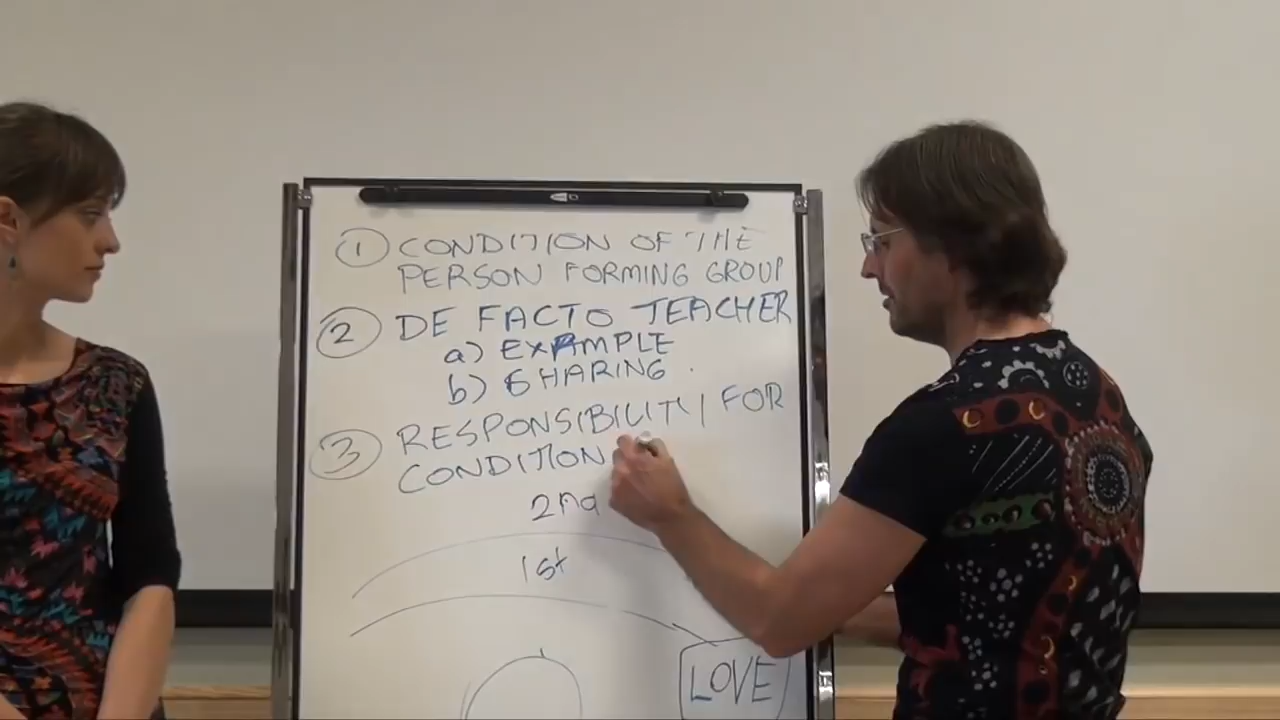 ① CONDITION OF THE
PERSON FORMING GROUP
② DE FACTO TEACHER
a) EXAMPLE
b) SHARING
③ RESPONSIBILITY FOR
CONDITION
2nd
1st
LOVE